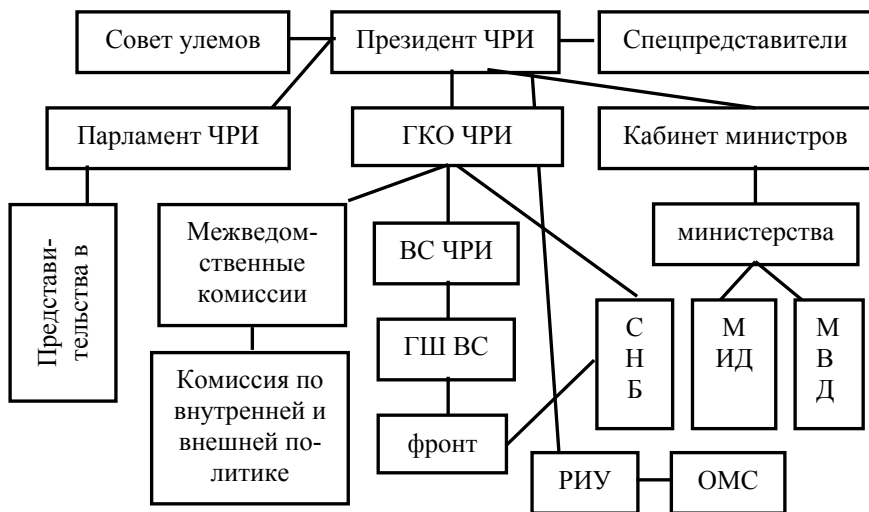 Совет улемов
Президент ЧРИ
Спецпредставители
Парламент ЧРИ
ГКО ЧРИ
Кабинет министров
Представи-
тельства в
Межведом-
ственные
комиссии
ВС ЧРИ
министерства
ГШ ВС
С
Н
Б
М
ИД
М
В
Д
Комиссия по
внутренней и
внешней по-
литике
фронт
РИУ
ОМС